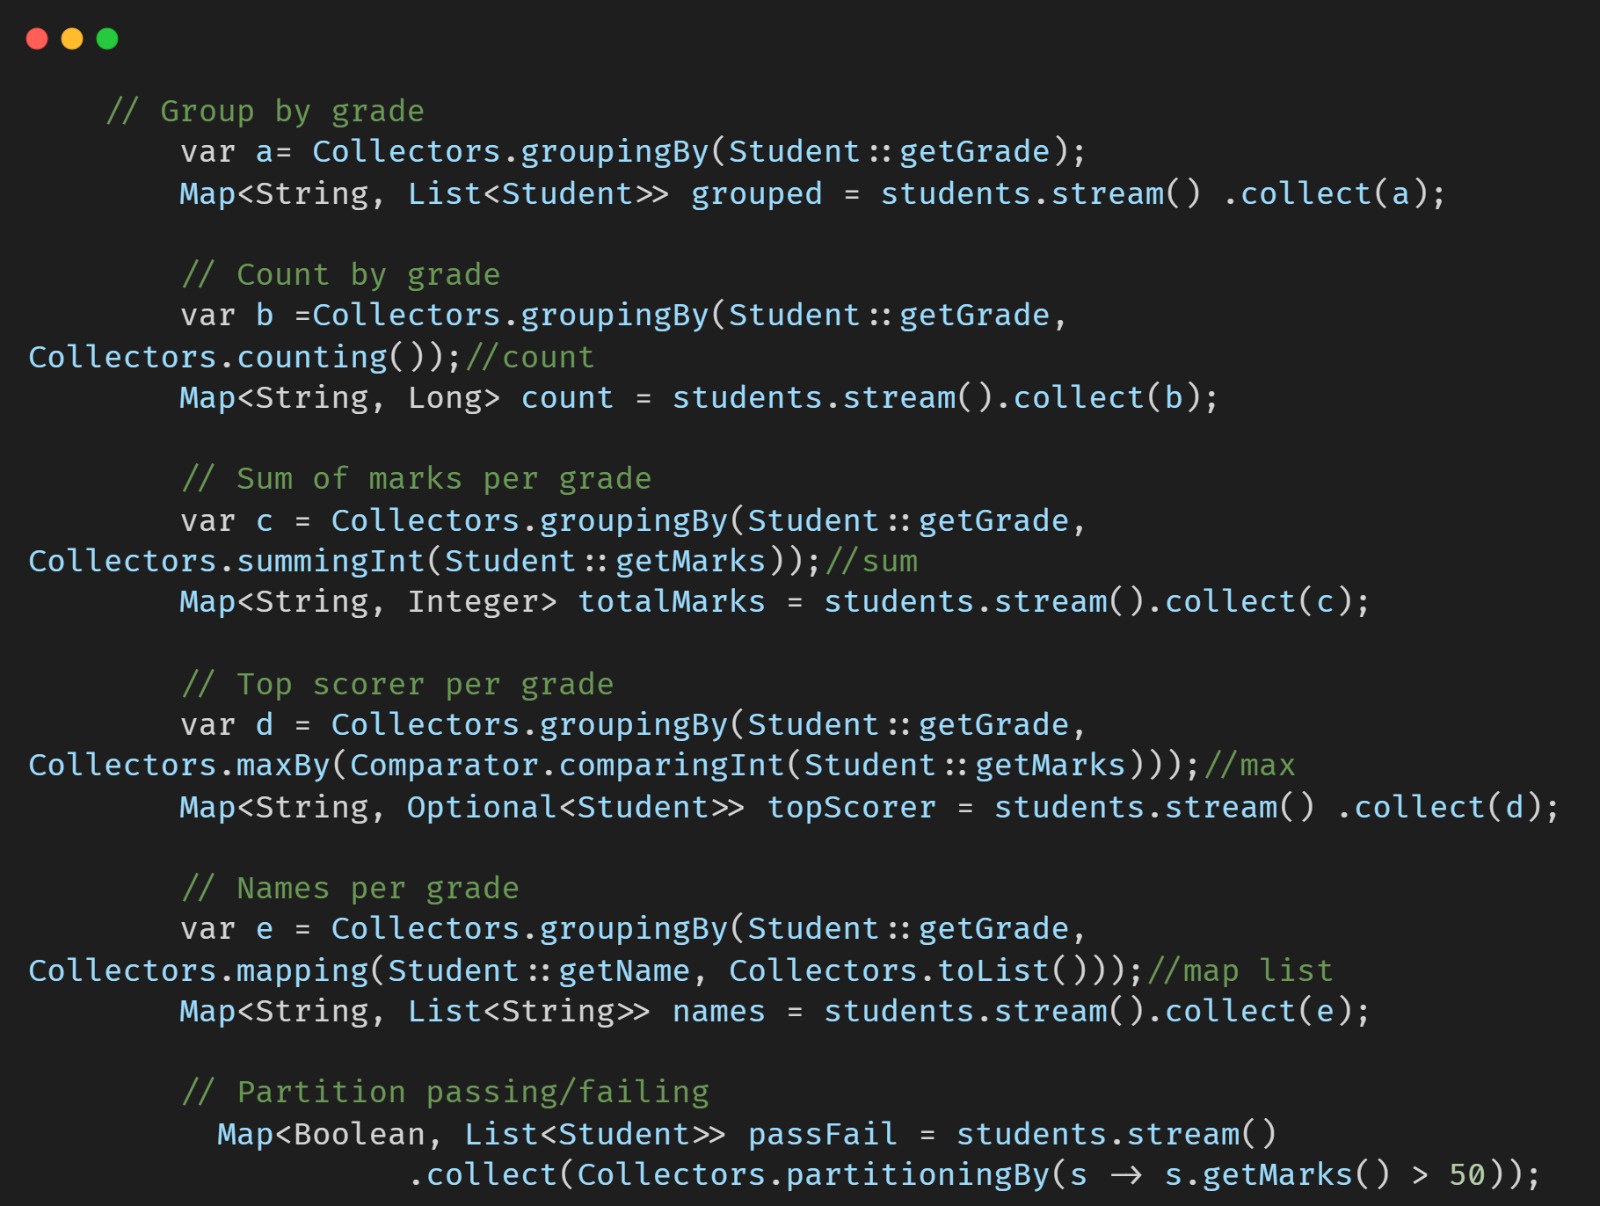 // Group by grade
var a= Collectors.groupingBy(Student::getGrade);
Map<String, List<Student>> grouped = students.stream() .collect(a);
// Count by grade
var b =Collectors.groupingBy(Student::getGrade,
Collectors.counting());//count
Map<String, Long> count = students.stream().collect(b);
// Sum of marks per grade
var c = Collectors.groupingBy(Student::getGrade,
Collectors.summingInt(Student::getMarks));//sum
Map<String, Integer> totalMarks = students.stream().collect(c);
// Top scorer per grade
var d = Collectors.groupingBy(Student::getGrade,
Collectors.maxBy(Comparator.comparingInt(Student::getMarks)));//max
Map<String, Optional<Student>> topScorer = students.stream() .collect(d);
// Names per grade
var e = Collectors.groupingBy(Student::getGrade,
Collectors.mapping(Student::getName, Collectors.toList()));//map list
Map<String, List<String>> names = students.stream().collect(e);
// Partition passing/failing
Map<Boolean, List<Student>> passFail = students.stream()
.collect(Collectors.partitioningBy(s -> s.getMarks() > 50));